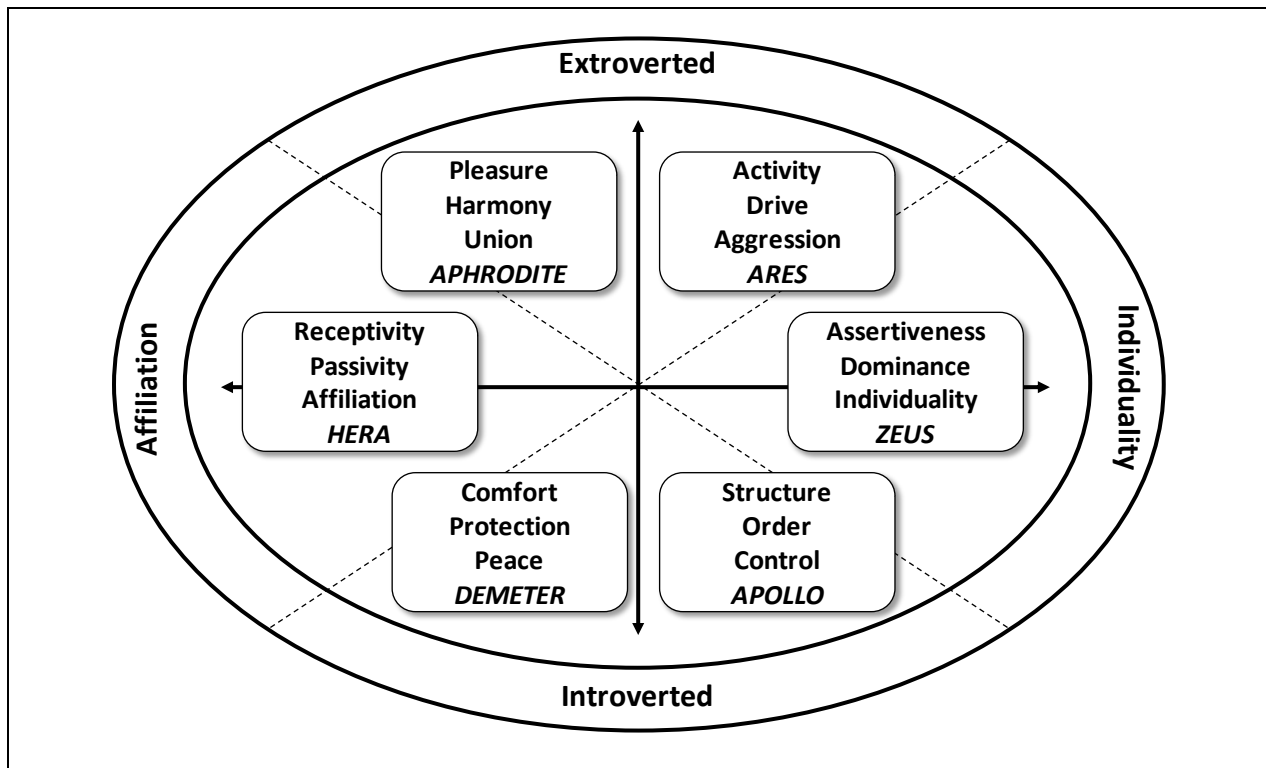 Extroverted
Pleasure
Harmony
Union
APHRODITE
Activity
Drive
Aggression
ARES
Affiliation
Receptivity
Passivity
Affiliation
HERA
Assertiveness
Dominance
Individuality
ZEUS
Individuality
Comfort
Protection
Peace
DEMETER
Structure
Order
Control
APOLLO
Introverted